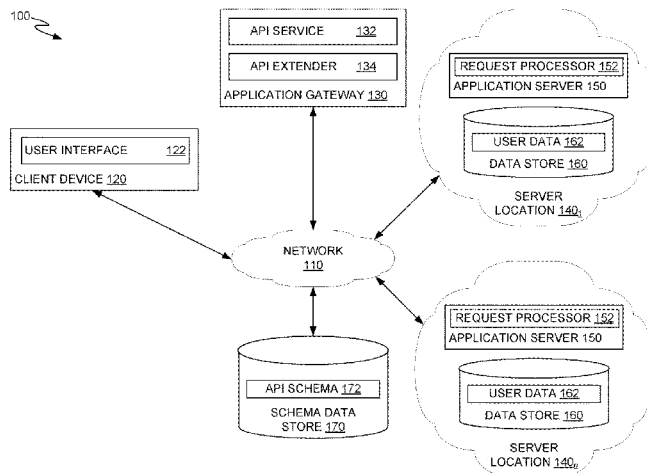 100
API SERVICE 132
API EXTENDER 134
APPLICATION GATEWAY 130
REQUEST PROCESSOR 152
APPLICATION SERVER 150
USER DATA 162
DATA STORE 160
SERVER
LOCATION 1401
USER INTERFACE 122
CLIENT DEVICE 120
NETWORK
110
API SCHEMA 172
SCHEMA DATA
STORE 170
REQUEST PROCESSOR 152
APPLICATION SERVER 150
USER DATA 162
DATA STORE 160
SERVER
LOCATION 140n